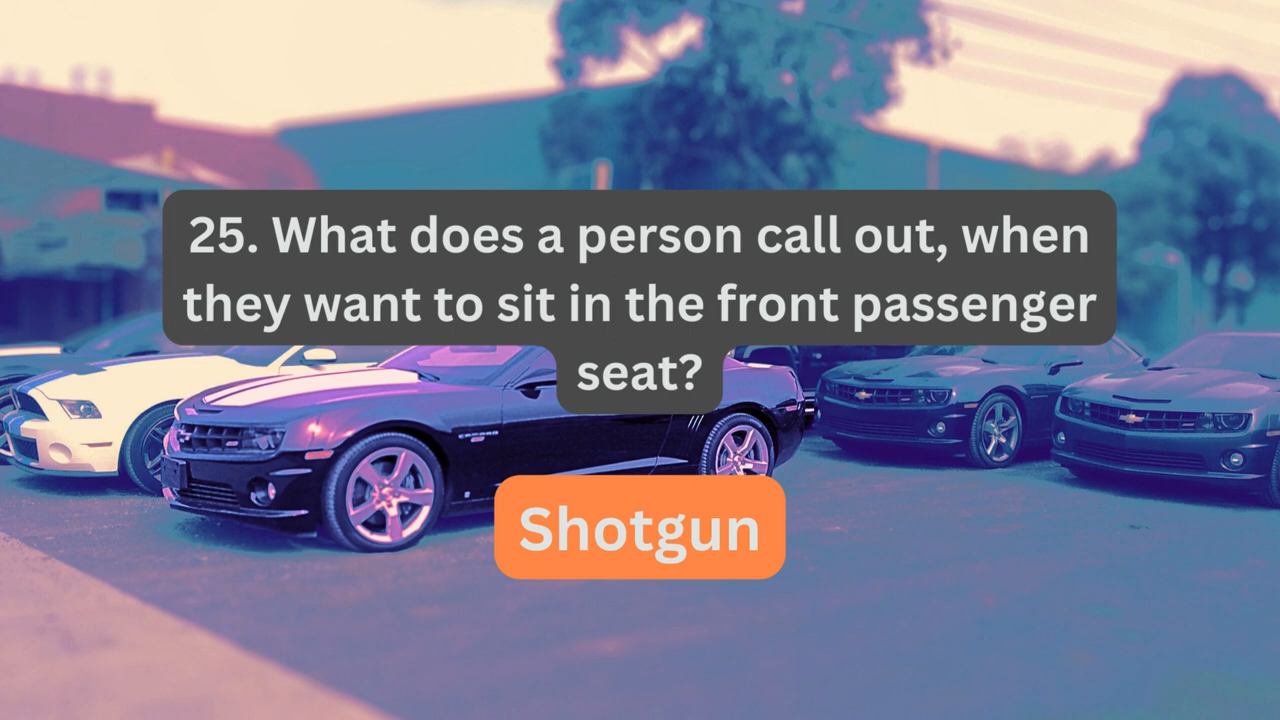 25. What does a person call out, when
they want to sit in the front passenger
seat?
Shotgun